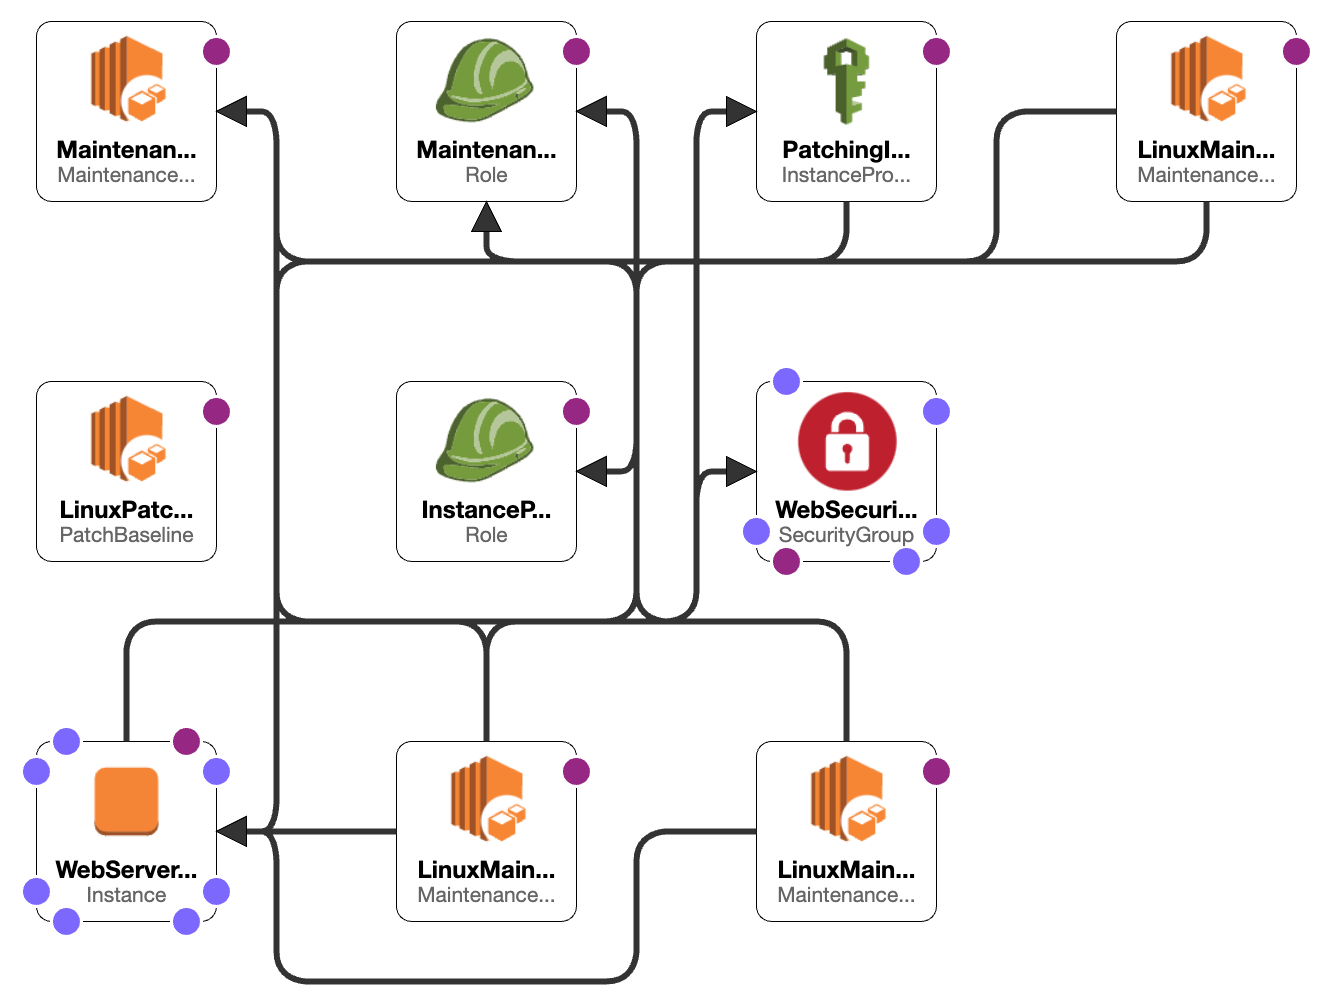 Maintenan...
Maintenance...
Maintenan...
Role
PatchingI...
InstancePro...
LinuxMain...
Maintenance...
LinuxPatc...
PatchBaseline
InstanceP...
Role
WebSecuri...
SecurityGroup
WebServer...
Instance
LinuxMain...
Maintenance...
LinuxMain...
Maintenance...